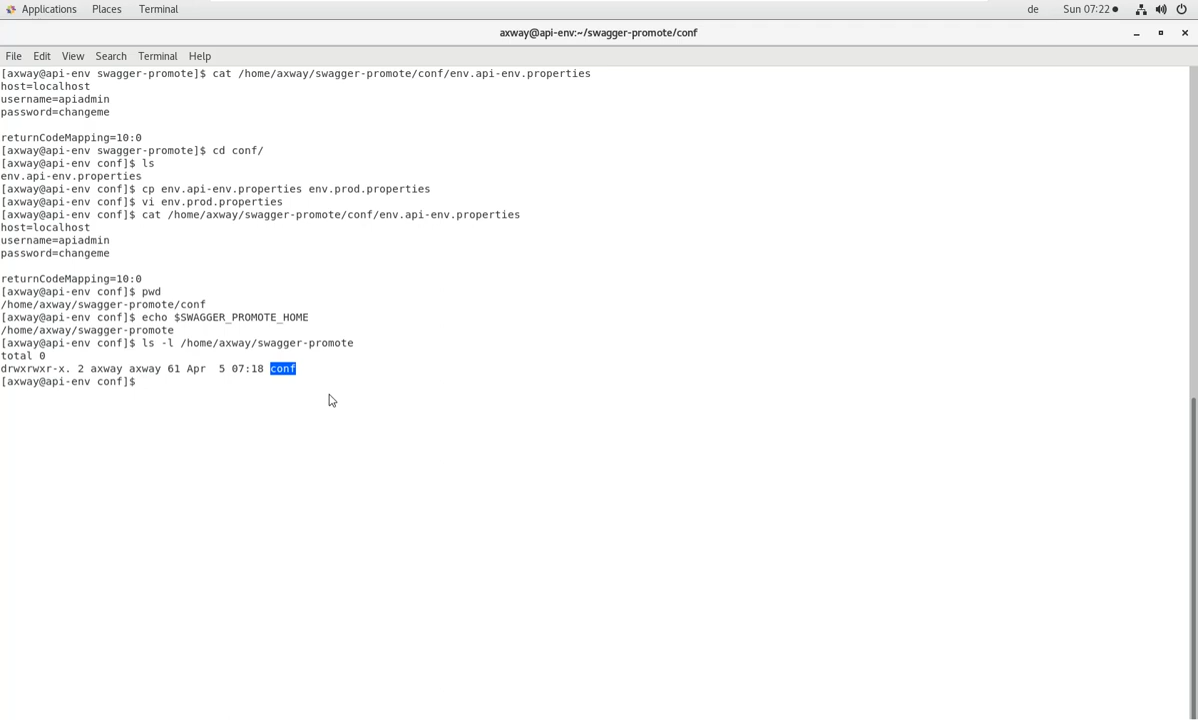 Applications Places Terminal de Sun 07:22
axway@api-env:~/swagger-promote/conf
File Edit View Search Terminal Help
[axway@api-env swagger-promote]$ cat /home/axway/swagger-promote/conf/env.api-env.properties
host=localhost
username=apiadmin
password=changeme
returnCodeMapping=10:0
[axway@api-env swagger-promote]$ cd conf/
[axway@api-env conf]$ ls
env.api-env.properties
[axway@api-env conf]$ cp env.api-env.properties env.prod.properties
[axway@api-env conf]$ vi env.prod.properties
[axway@api-env conf]$ cat /home/axway/swagger-promote/conf/env.api-env.properties
host=localhost
username=apiadmin
password=changeme
returnCodeMapping=10:0
[axway@api-env conf]$ pwd
/home/axway/swagger-promote/conf
[axway@api-env conf]$ echo $SWAGGER_PROMOTE_HOME
/home/axway/swagger-promote
[axway@api-env conf]$ ls -l /home/axway/swagger-promote
total 0
drwxrwxr-x. 2 axway axway 61 Apr  5 07:18 conf
[axway@api-env conf]$